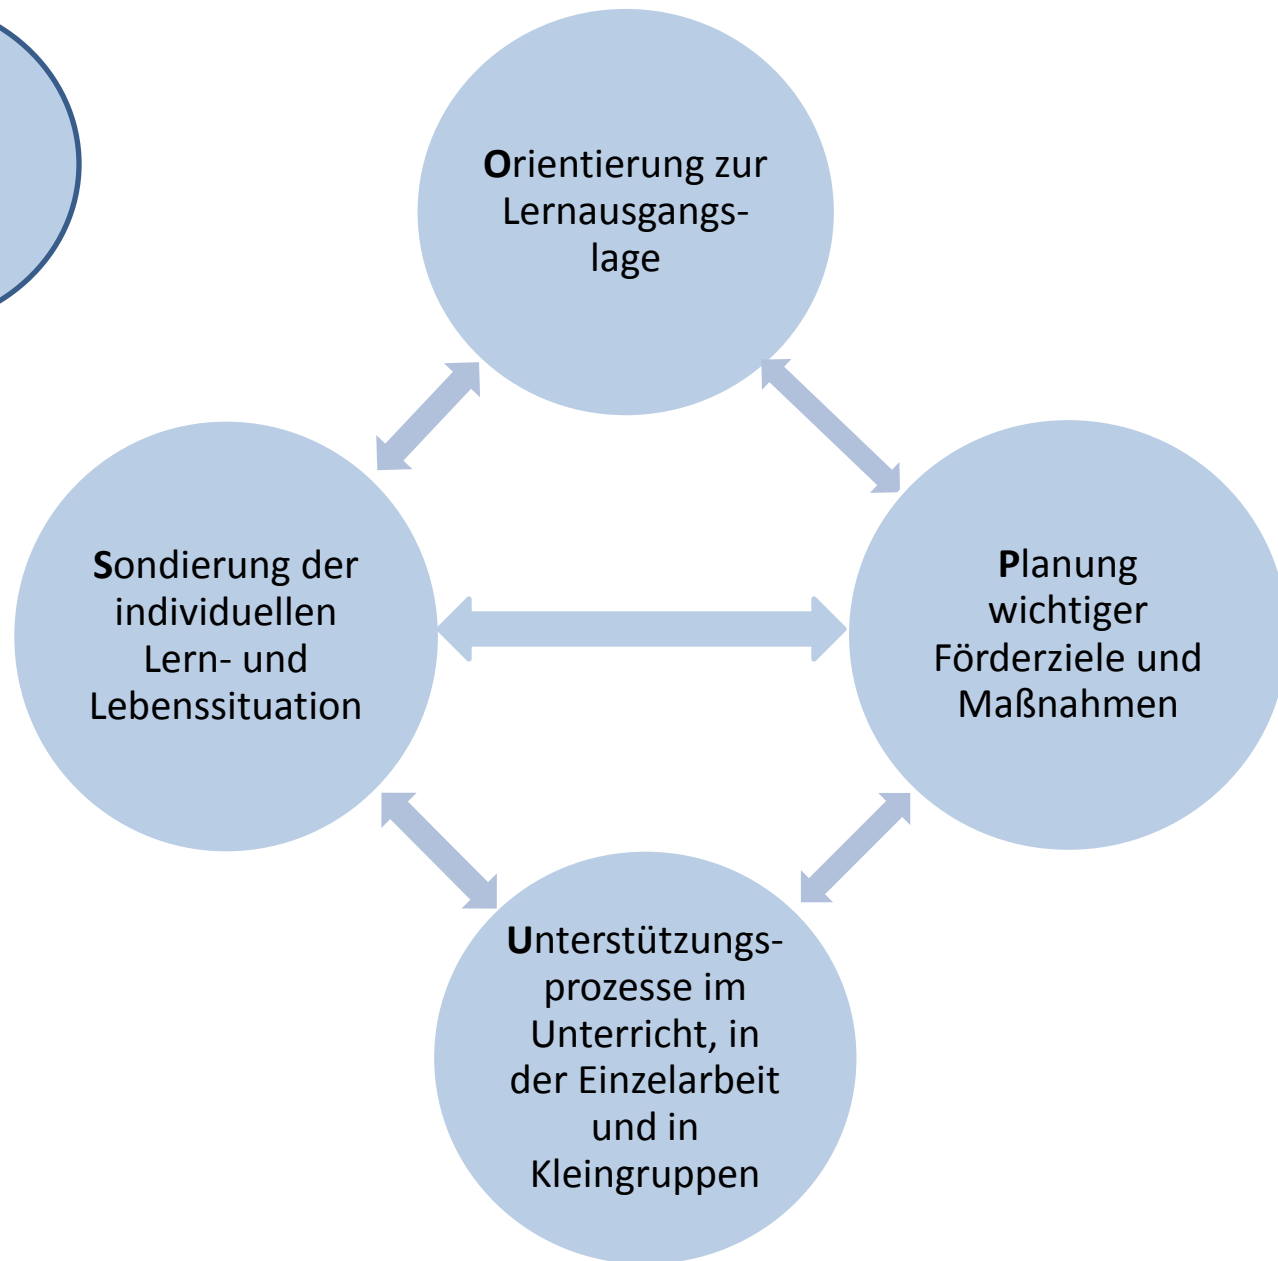 Orientierung zur
Lernausgangs-
lage
Sondierung der
individuellen
Lern- und
Lebenssituation
Planung
wichtiger
Förderziele und
Maßnahmen
Unterstützungs-
prozesse im
Unterricht, in
der Einzelarbeit
und in
Kleingruppen